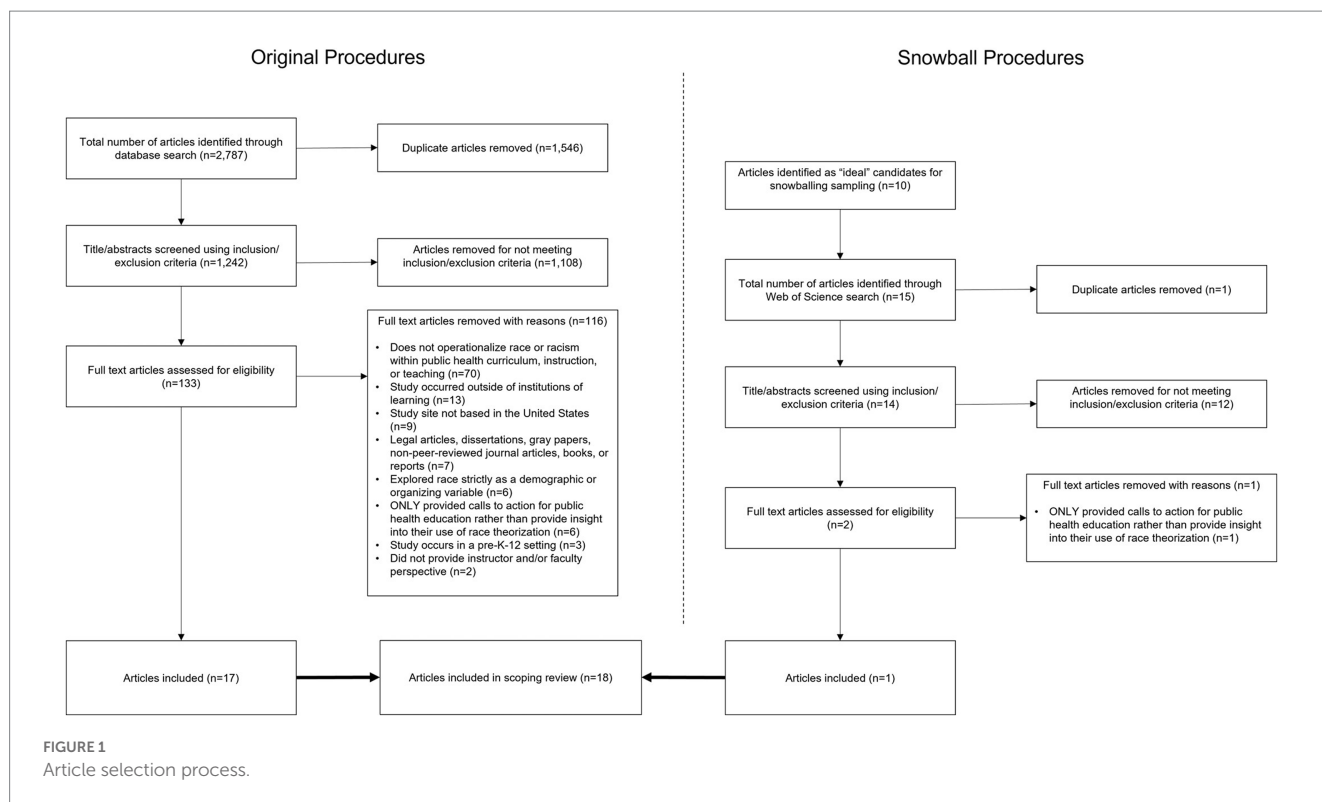 Original Procedures
Total number of articles identified through
database search (n=2,787)
Duplicate articles removed (n=1,546)
Title/abstracts screened using inclusion/
exclusion criteria (n=1,242)
Articles removed for not meeting
inclusion/exclusion criteria (n=1,108)
Full text articles assessed for eligibility
(n=133)
Full text articles removed with reasons (n=116)
• Does not operationalize race or racism
within public health curriculum, instruction,
or teaching (n=70)
• Study occurred outside of institutions of
learning (n=13)
• Study site not based in the United States
(n=9)
• Legal articles, dissertations, gray papers,
non-peer-reviewed journal articles, books, or
reports (n=7)
• Explored race strictly as a demographic or
organizing variable (n=6)
• ONLY provided calls to action for public
health education rather than provide insight
into their use of race theorization (n=6)
• Study occurs in a pre-K-12 setting (n=3)
• Did not provide instructor and/or faculty
perspective (n=2)
Articles included (n=17)
Articles included in scoping review (n=18)
Snowball Procedures
Articles identified as “ideal” candidates for
snowballing sampling (n=10)
Total number of articles identified through
Web of Science search (n=15)
Duplicate articles removed (n=1)
Title/abstracts screened using inclusion/
exclusion criteria (n=14)
Articles removed for not meeting
inclusion/exclusion criteria (n=12)
Full text articles assessed for eligibility
(n=2)
Full text articles removed with reasons (n=1)
• ONLY provided calls to action for public
health education rather than provide insight
into their use of race theorization (n=1)
Articles included (n=1)
FIGURE 1
Article selection process.